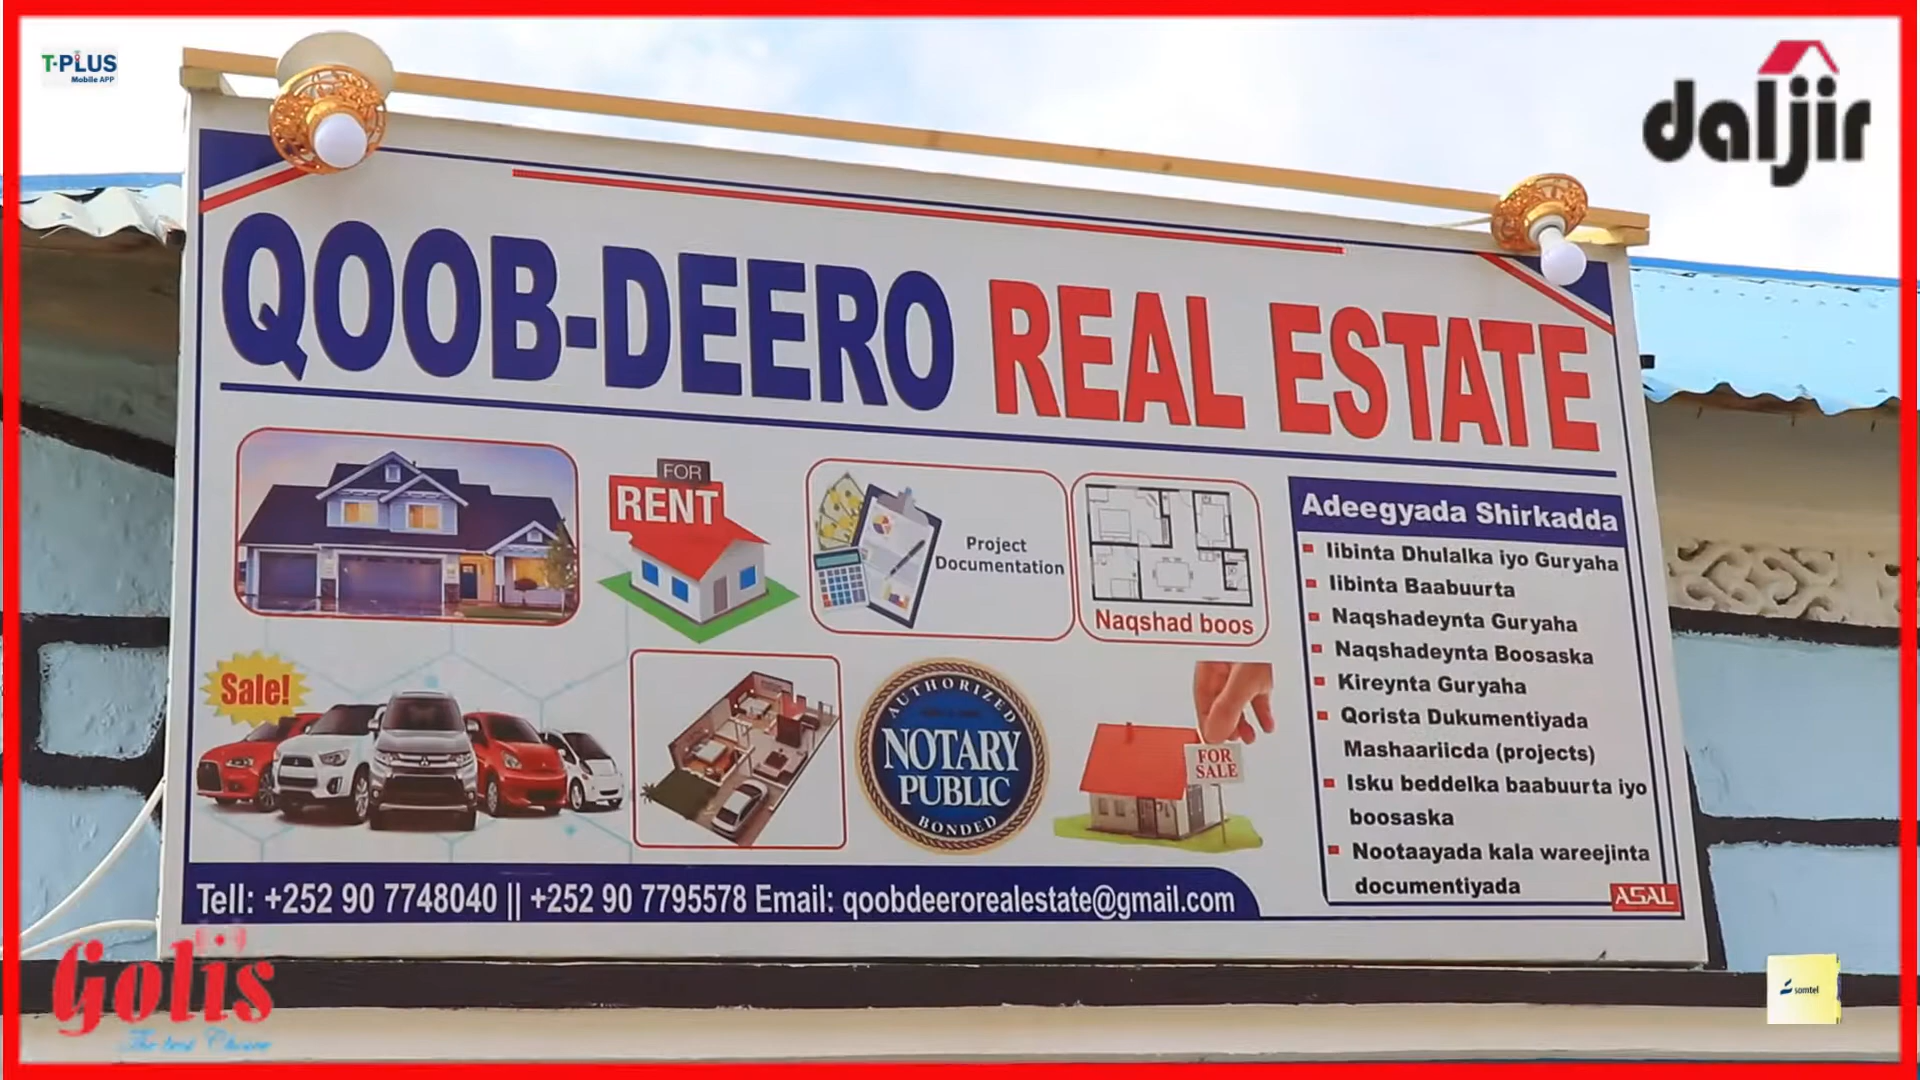 T-PLUS
Mobile APP
daljir
QOOB-DEERO REAL ESTATE
FOR
RENT
Project
Documentation
Naqshad boos
Sale!
AUTHORIZED
NOTARY
PUBLIC
BONDED
FOR
SALE
Adeegyada Shirkadda
Iibinta Dhulalka iyo Guryaha
Iibinta Baabuurta
Naqshadeynta Guryaha
Naqshadeynta Boosaska
Kireynta Guryaha
Qorista Dukumentiyada
Mashaariicda (projects)
Isku beddelka baabuurta iyo
boosaska
Nootaayada kala wareejinta
documentiyada
ASAL
Tell: +252 90 7748040 || +252 90 7795578 Email: qoobdeerorealestate@gmail.com
Golis
The best Choice
somtel